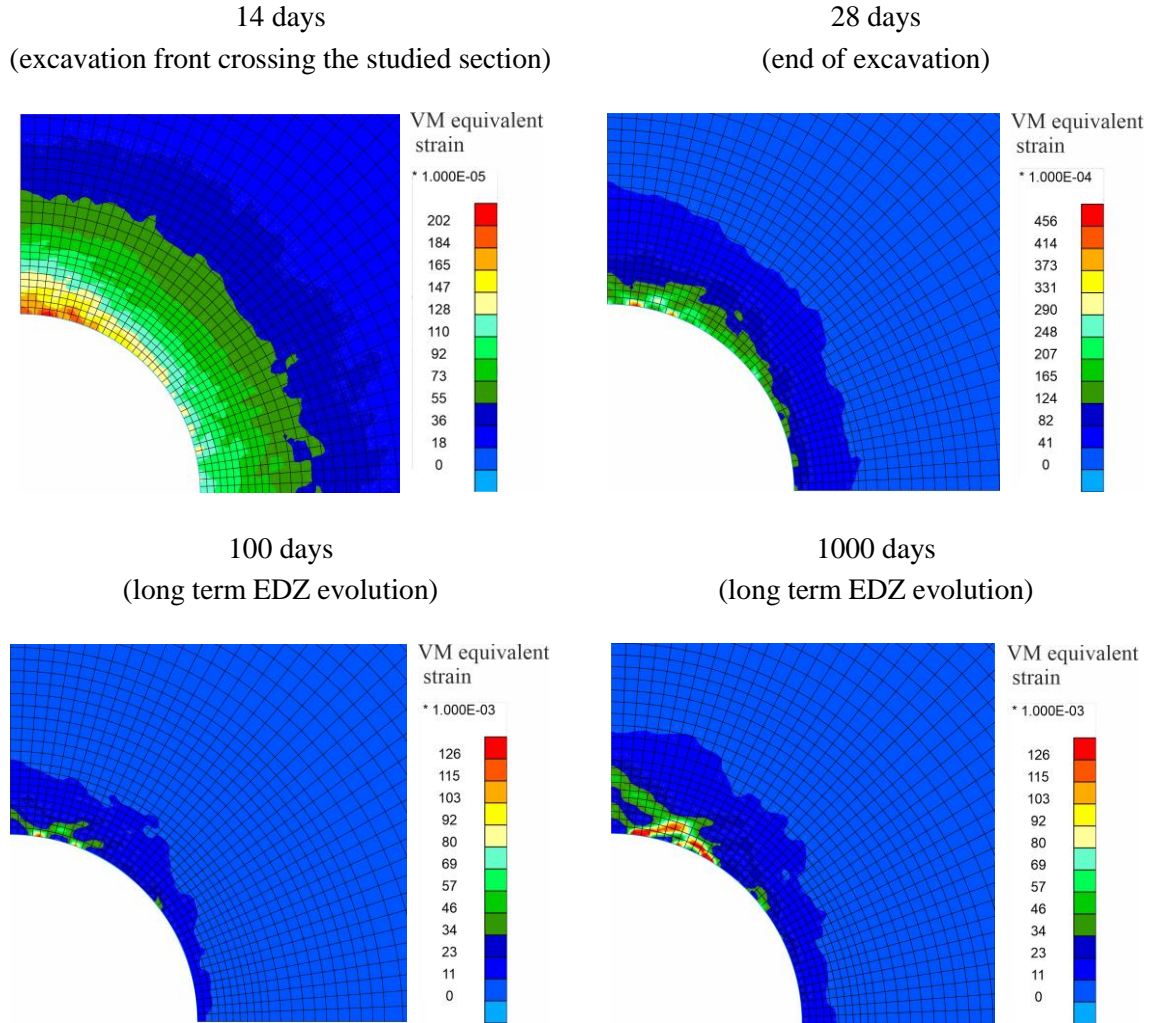 14 days
(excavation front crossing the studied section)
VM equivalent
strain
* 1.000E-05
202
184
165
147
128
110
92
73
55
36
18
0
28 days
(end of excavation)
VM equivalent
strain
* 1.000E-04
456
414
373
331
290
248
207
165
124
82
41
0
100 days
(long term EDZ evolution)
VM equivalent
strain
* 1.000E-03
126
115
103
92
80
69
57
46
34
23
11
0
1000 days
(long term EDZ evolution)
VM equivalent
strain
* 1.000E-03
126
115
103
92
80
69
57
46
34
23
11
0